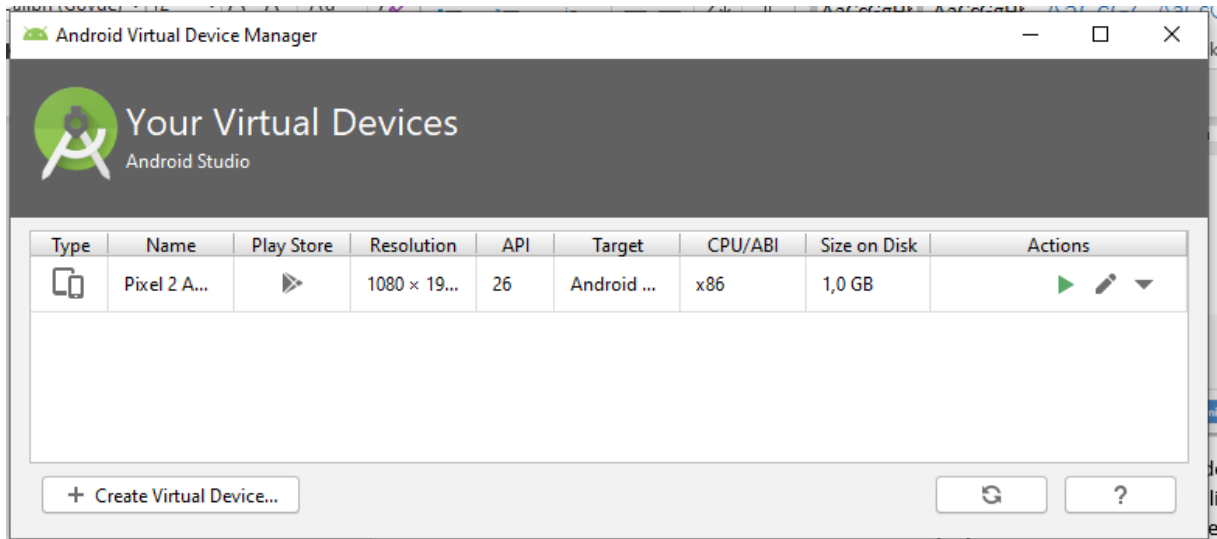 Android Virtual Device Manager
Your Virtual Devices
Android Studio
Type Name Play Store Resolution API Target CPU/ABI Size on Disk Actions
Pixel 2 A... 1080 × 19... 26 Android ... x86 1,0 GB
+ Create Virtual Device... ?